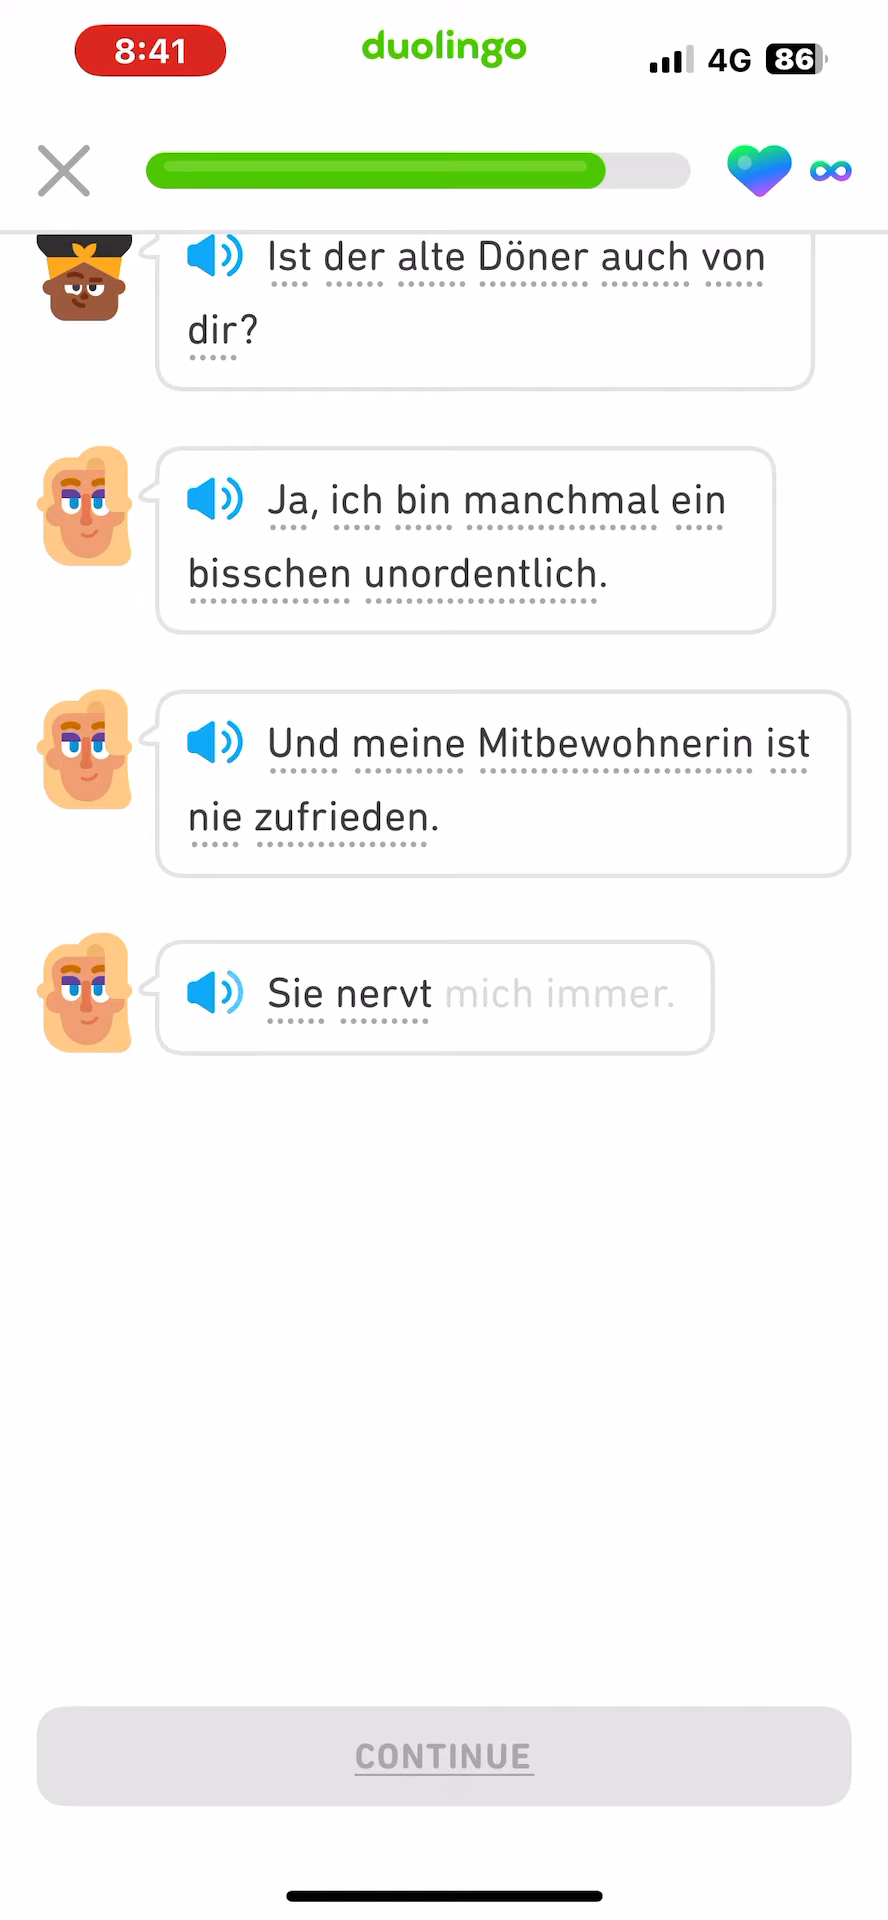 8:41
duolingo
4G
86
Ist der alte Döner auch von
dir?
Ja, ich bin manchmal ein
bisschen unordentlich.
Und meine Mitbewohnerin ist
nie zufrieden.
Sie nervt mich immer.
CONTINUE